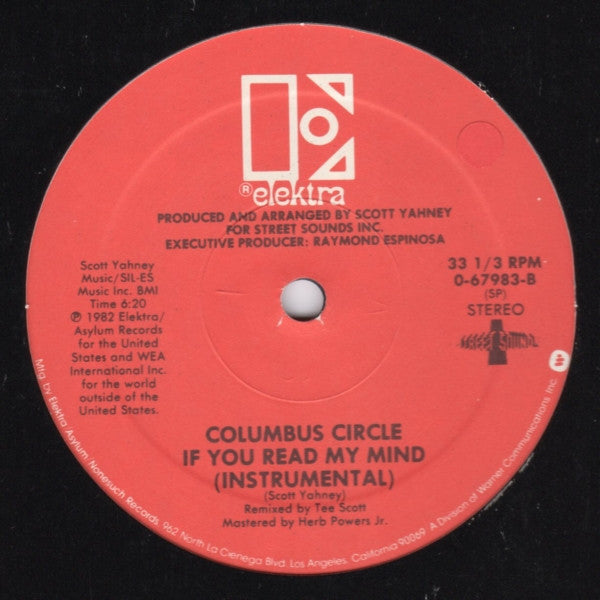 ® elektra
PRODUCED AND ARRANGED BY SCOTT YAHNEY
FOR STREET SOUNDS INC.
EXECUTIVE PRODUCER: RAYMOND ESPINOSA
Scott Yahney
Music/SIL-ES
Music Inc. BMI
Time 6:20
℗ 1982 Elektra/
Asylum Records
for the United
States and WEA
International Inc.
for the world
outside of the
United States.
33 1/3 RPM
0-67983-B
(SP)
STEREO
STREET SOUNDS
COLUMBUS CIRCLE
IF YOU READ MY MIND
(INSTRUMENTAL)
(Scott Yahney)
Remixed by Tee Scott
Mastered by Herb Powers Jr.
Mfg. by Elektra/Asylum/Nonesuch Records. 962 North La Cienega Blvd. Los Angeles. California 90069. A Division of Warner Communications Inc.